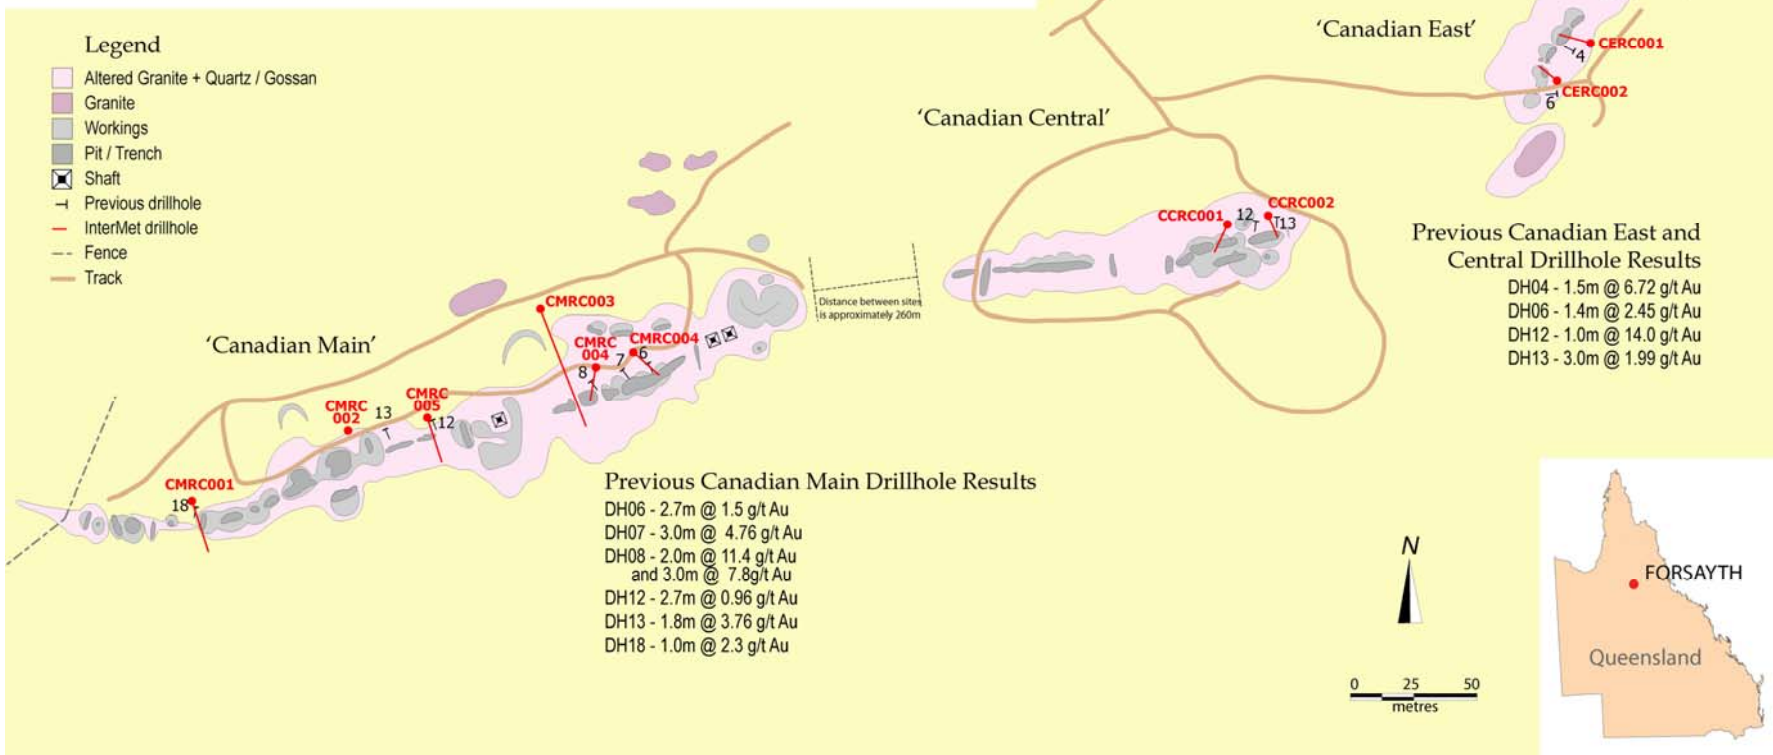 Legend
Altered Granite + Quartz / Gossan
Granite
Workings
Pit / Trench
Shaft
Previous drillhole
InterMet drillhole
Fence
Track
'Canadian East'
CERC001
4
CERC002
6
'Canadian Central'
CCRC001
12
CCRC002
13
Previous Canadian East and
Central Drillhole Results
DH04 - 1.5m @ 6.72 g/t Au
DH06 - 1.4m @ 2.45 g/t Au
DH12 - 1.0m @ 14.0 g/t Au
DH13 - 3.0m @ 1.99 g/t Au
Distance between sites
is approximately 260m
'Canadian Main'
CMRC003
CMRC
004
CMRC004
7
6
8
CMRC
005
12
CMRC
002
13
CMRC001
18
Previous Canadian Main Drillhole Results
DH06 - 2.7m @ 1.5 g/t Au
DH07 - 3.0m @ 4.76 g/t Au
DH08 - 2.0m @ 11.4 g/t Au
and 3.0m @ 7.8g/t Au
DH12 - 2.7m @ 0.96 g/t Au
DH13 - 1.8m @ 3.76 g/t Au
DH18 - 1.0m @ 2.3 g/t Au
N
0 25 50
metres
FORSAYTH
Queensland